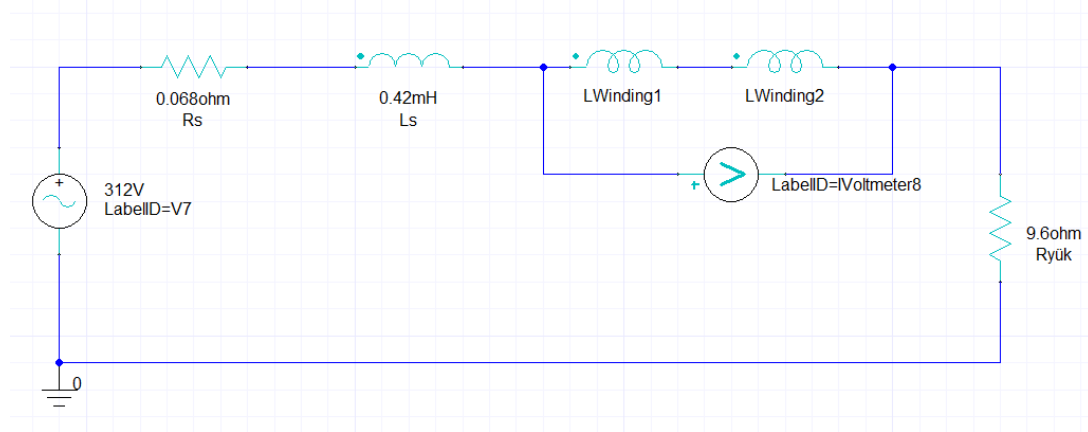 0.068ohm
Rs
0.42mH
Ls
LWinding1
LWinding2
+
312V
LabelID=V7
+
LabelID=IVoltmeter8
9.6ohm
Ryük
0